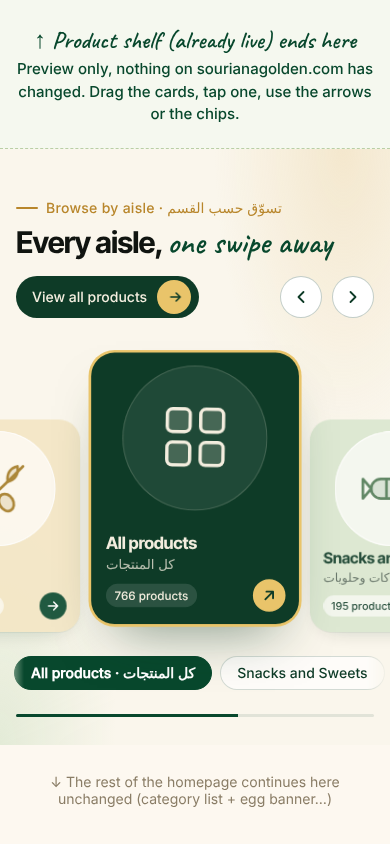 ↑ Product shelf (already live) ends here
Preview only, nothing on sourianagolden.com has
changed. Drag the cards, tap one, use the arrows
or the chips.
Browse by aisle · تسوّق حسب القسم
Every aisle, one swipe away
View all products
All products
كل المنتجات
766 products
Snacks an
كات وحلويات
195 product
All products · كل المنتجات
Snacks and Sweets
↓ The rest of the homepage continues here
unchanged (category list + egg banner...)